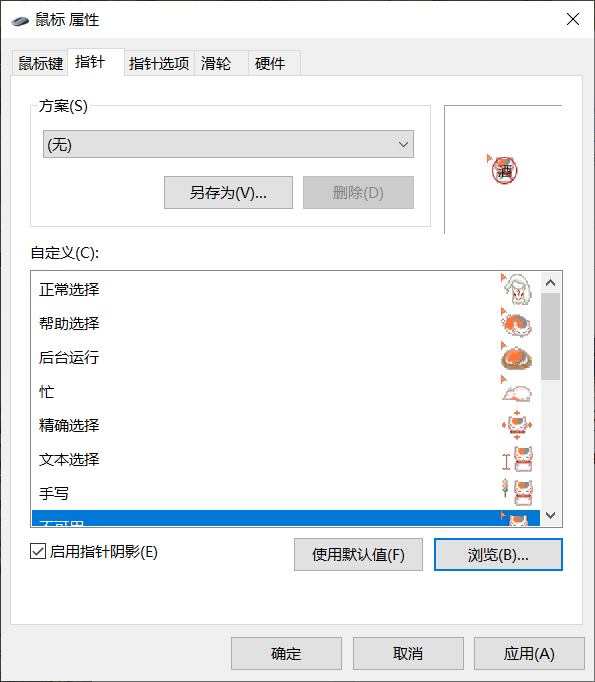 鼠标 属性
鼠标键 指针 指针选项 滑轮 硬件
方案(S)
(无)
另存为(V)... 删除(D)
酒
自定义(C):
正常选择
帮助选择
后台运行
忙
精确选择
文本选择
手写
不可用
启用指针阴影(E) 使用默认值(F) 浏览(B)...
确定 取消 应用(A)